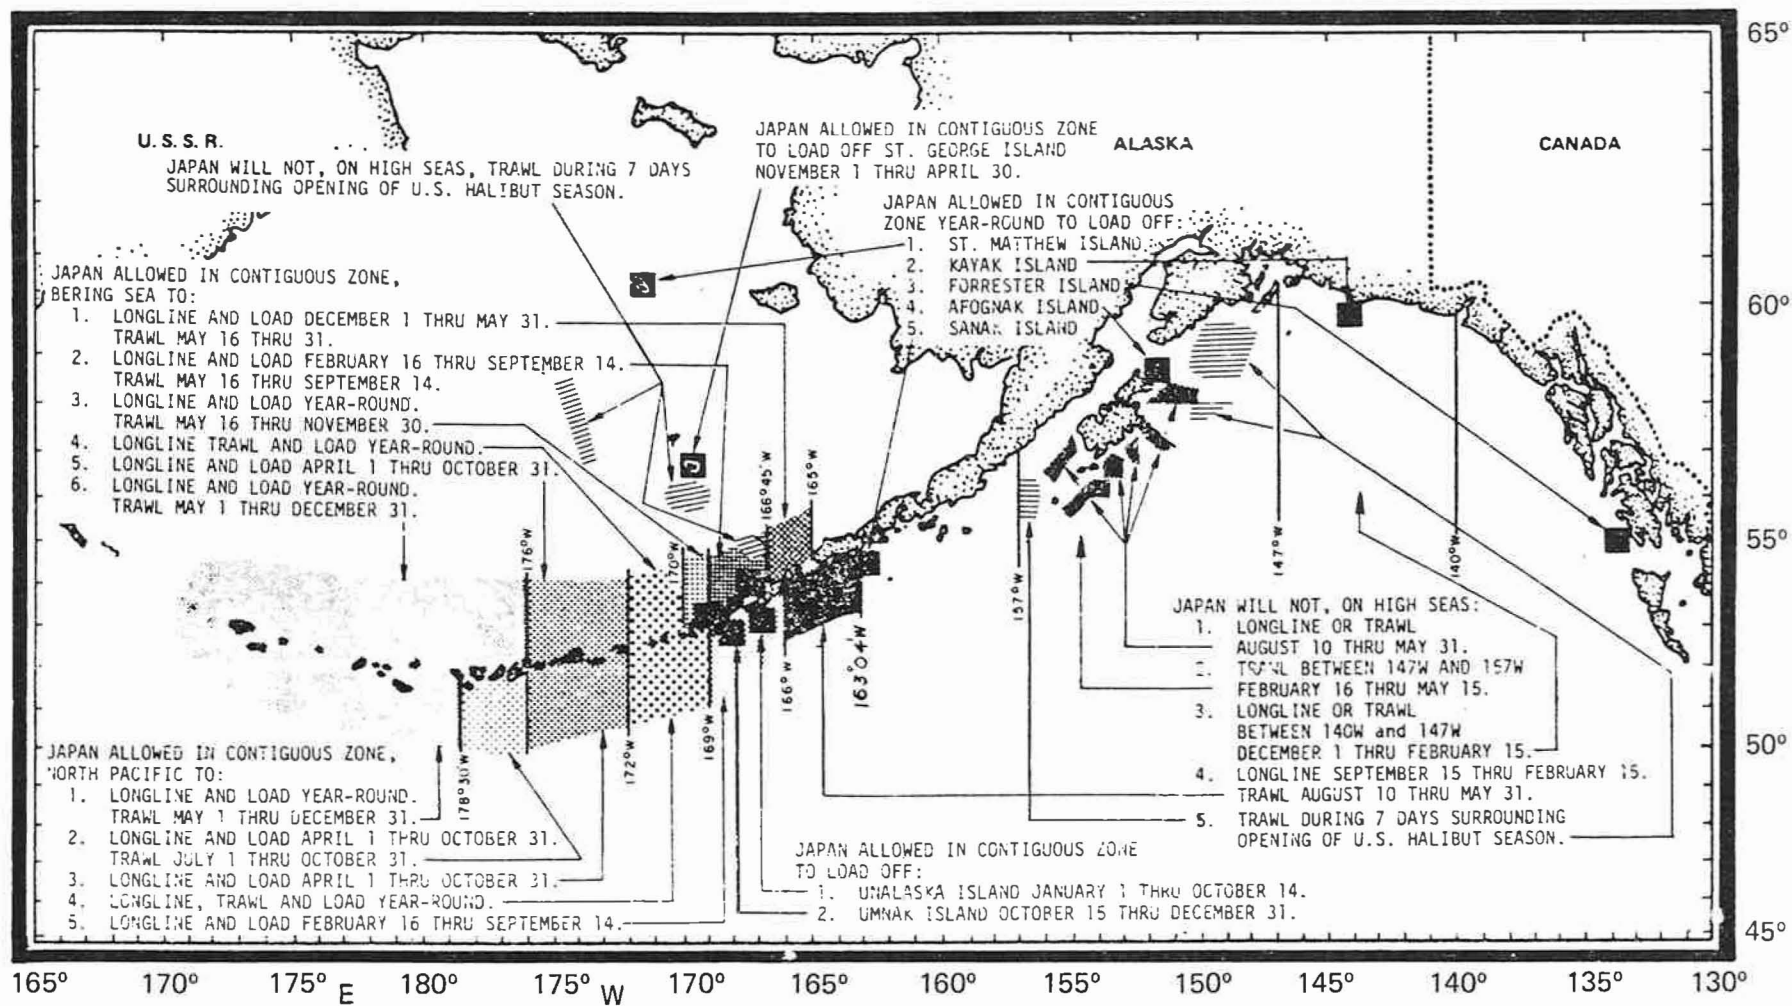 65°
U.S.S.R.
JAPAN WILL NOT, ON HIGH SEAS, TRAWL DURING 7 DAYS
SURROUNDING OPENING OF U.S. HALIBUT SEASON.
JAPAN ALLOWED IN CONTIGUOUS ZONE
TO LOAD OFF ST. GEORGE ISLAND
NOVEMBER 1 THRU APRIL 30.
ALASKA
CANADA
JAPAN ALLOWED IN CONTIGUOUS
ZONE YEAR-ROUND TO LOAD OFF:
1. ST. MATTHEW ISLAND
2. KAYAK ISLAND
3. FORRESTER ISLAND
4. AFOGNAK ISLAND
5. SANAK ISLAND
60°
JAPAN ALLOWED IN CONTIGUOUS ZONE,
BERING SEA TO:
1. LONGLINE AND LOAD DECEMBER 1 THRU MAY 31.
TRAWL MAY 16 THRU 31.
2. LONGLINE AND LOAD FEBRUARY 16 THRU SEPTEMBER 14.
TRAWL MAY 16 THRU SEPTEMBER 14.
3. LONGLINE AND LOAD YEAR-ROUND.
TRAWL MAY 16 THRU NOVEMBER 30.
4. LONGLINE TRAWL AND LOAD YEAR-ROUND.
5. LONGLINE AND LOAD APRIL 1 THRU OCTOBER 31.
6. LONGLINE AND LOAD YEAR-ROUND.
TRAWL MAY 1 THRU DECEMBER 31.
J
J
176°W
170°W
166°45'W
165°W
55°
178°30'W
172°W
169°W
166°W
163°04'W
157°W
147°W
140°W
JAPAN WILL NOT, ON HIGH SEAS:
1. LONGLINE OR TRAWL
AUGUST 10 THRU MAY 31.
2. TRAWL BETWEEN 147W AND 157W
FEBRUARY 16 THRU MAY 15.
3. LONGLINE OR TRAWL
BETWEEN 140W and 147W
DECEMBER 1 THRU FEBRUARY 15.
4. LONGLINE SEPTEMBER 15 THRU FEBRUARY 15.
TRAWL AUGUST 10 THRU MAY 31.
5. TRAWL DURING 7 DAYS SURROUNDING
OPENING OF U.S. HALIBUT SEASON.
50°
JAPAN ALLOWED IN CONTIGUOUS ZONE,
NORTH PACIFIC TO:
1. LONGLINE AND LOAD YEAR-ROUND.
TRAWL MAY 1 THRU DECEMBER 31.
2. LONGLINE AND LOAD APRIL 1 THRU OCTOBER 31.
TRAWL JULY 1 THRU OCTOBER 31.
3. LONGLINE AND LOAD APRIL 1 THRU OCTOBER 31.
4. LONGLINE, TRAWL AND LOAD YEAR-ROUND.
5. LONGLINE AND LOAD FEBRUARY 16 THRU SEPTEMBER 14.
JAPAN ALLOWED IN CONTIGUOUS ZONE
TO LOAD OFF:
1. UNALASKA ISLAND JANUARY 1 THRU OCTOBER 14.
2. UMNAK ISLAND OCTOBER 15 THRU DECEMBER 31.
45°
165° 170° 175° E 180° 175° W 170° 165° 160° 155° 150° 145° 140° 135° 130°